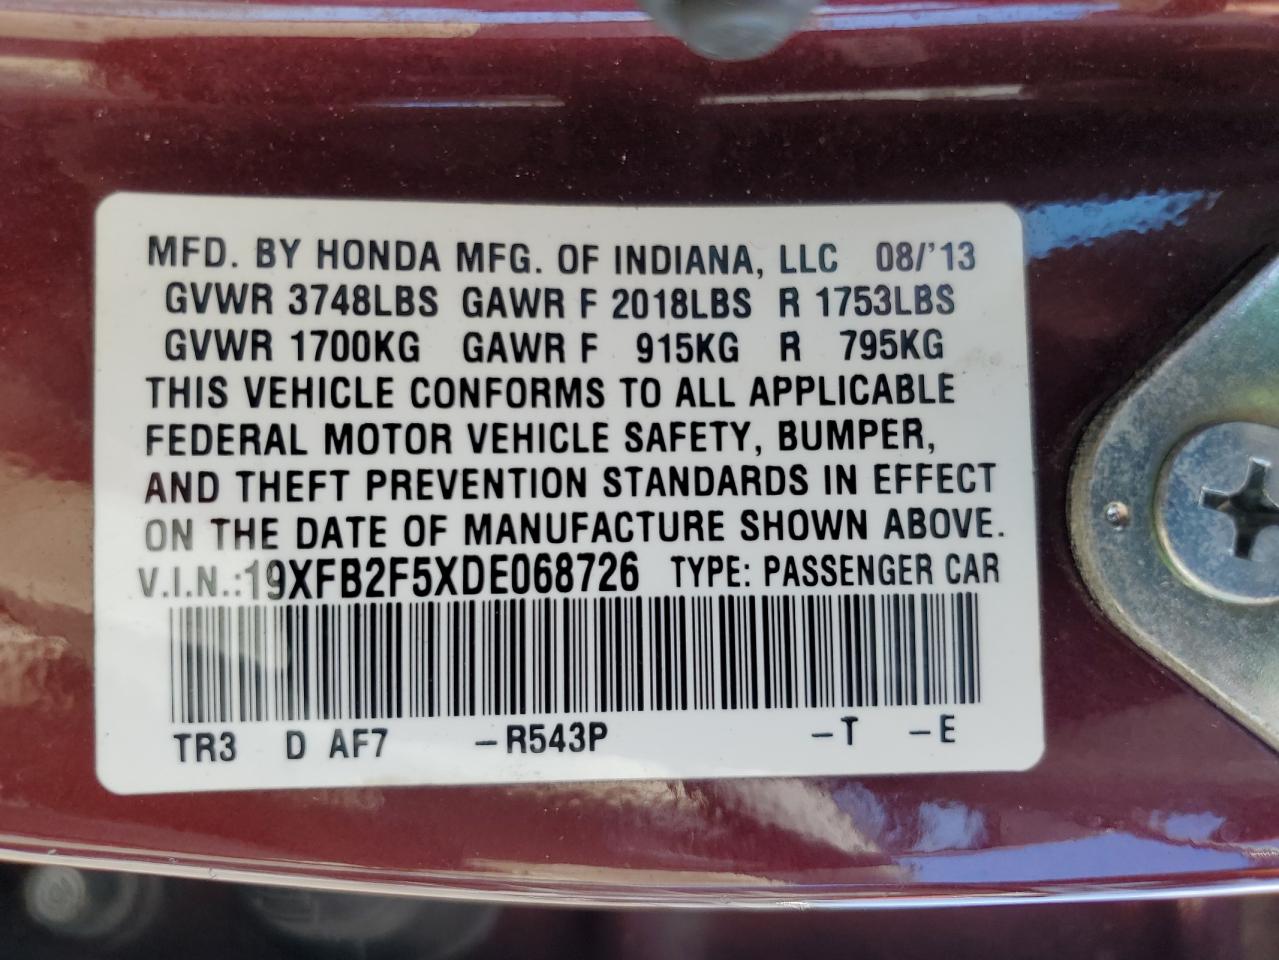 MFD. BY HONDA MFG. OF INDIANA, LLC 08/'13
GVWR 3748LBS GAWR F 2018LBS R 1753LBS
GVWR 1700KG GAWR F 915KG R 795KG
THIS VEHICLE CONFORMS TO ALL APPLICABLE
FEDERAL MOTOR VEHICLE SAFETY, BUMPER,
AND THEFT PREVENTION STANDARDS IN EFFECT
ON THE DATE OF MANUFACTURE SHOWN ABOVE.
V.I.N.:19XFB2F5XDE068726 TYPE: PASSENGER CAR
TR3 D AF7 –R543P –T –E